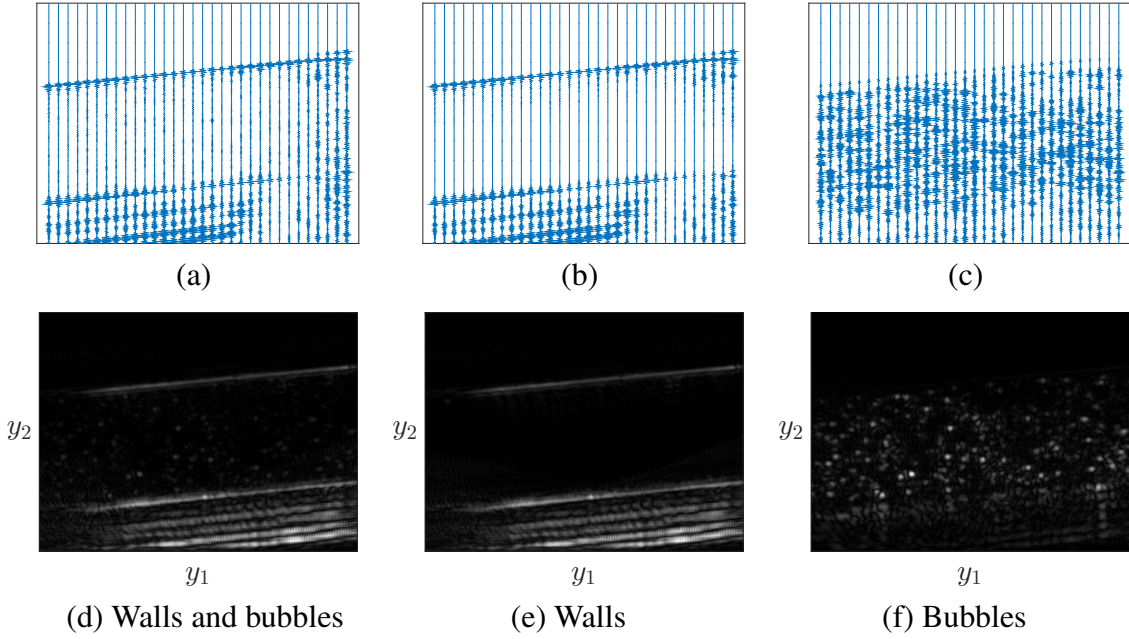 (a) (b) (c)
y₂ y₂ y₂
y₁ y₁ y₁
(d) Walls and bubbles (e) Walls (f) Bubbles